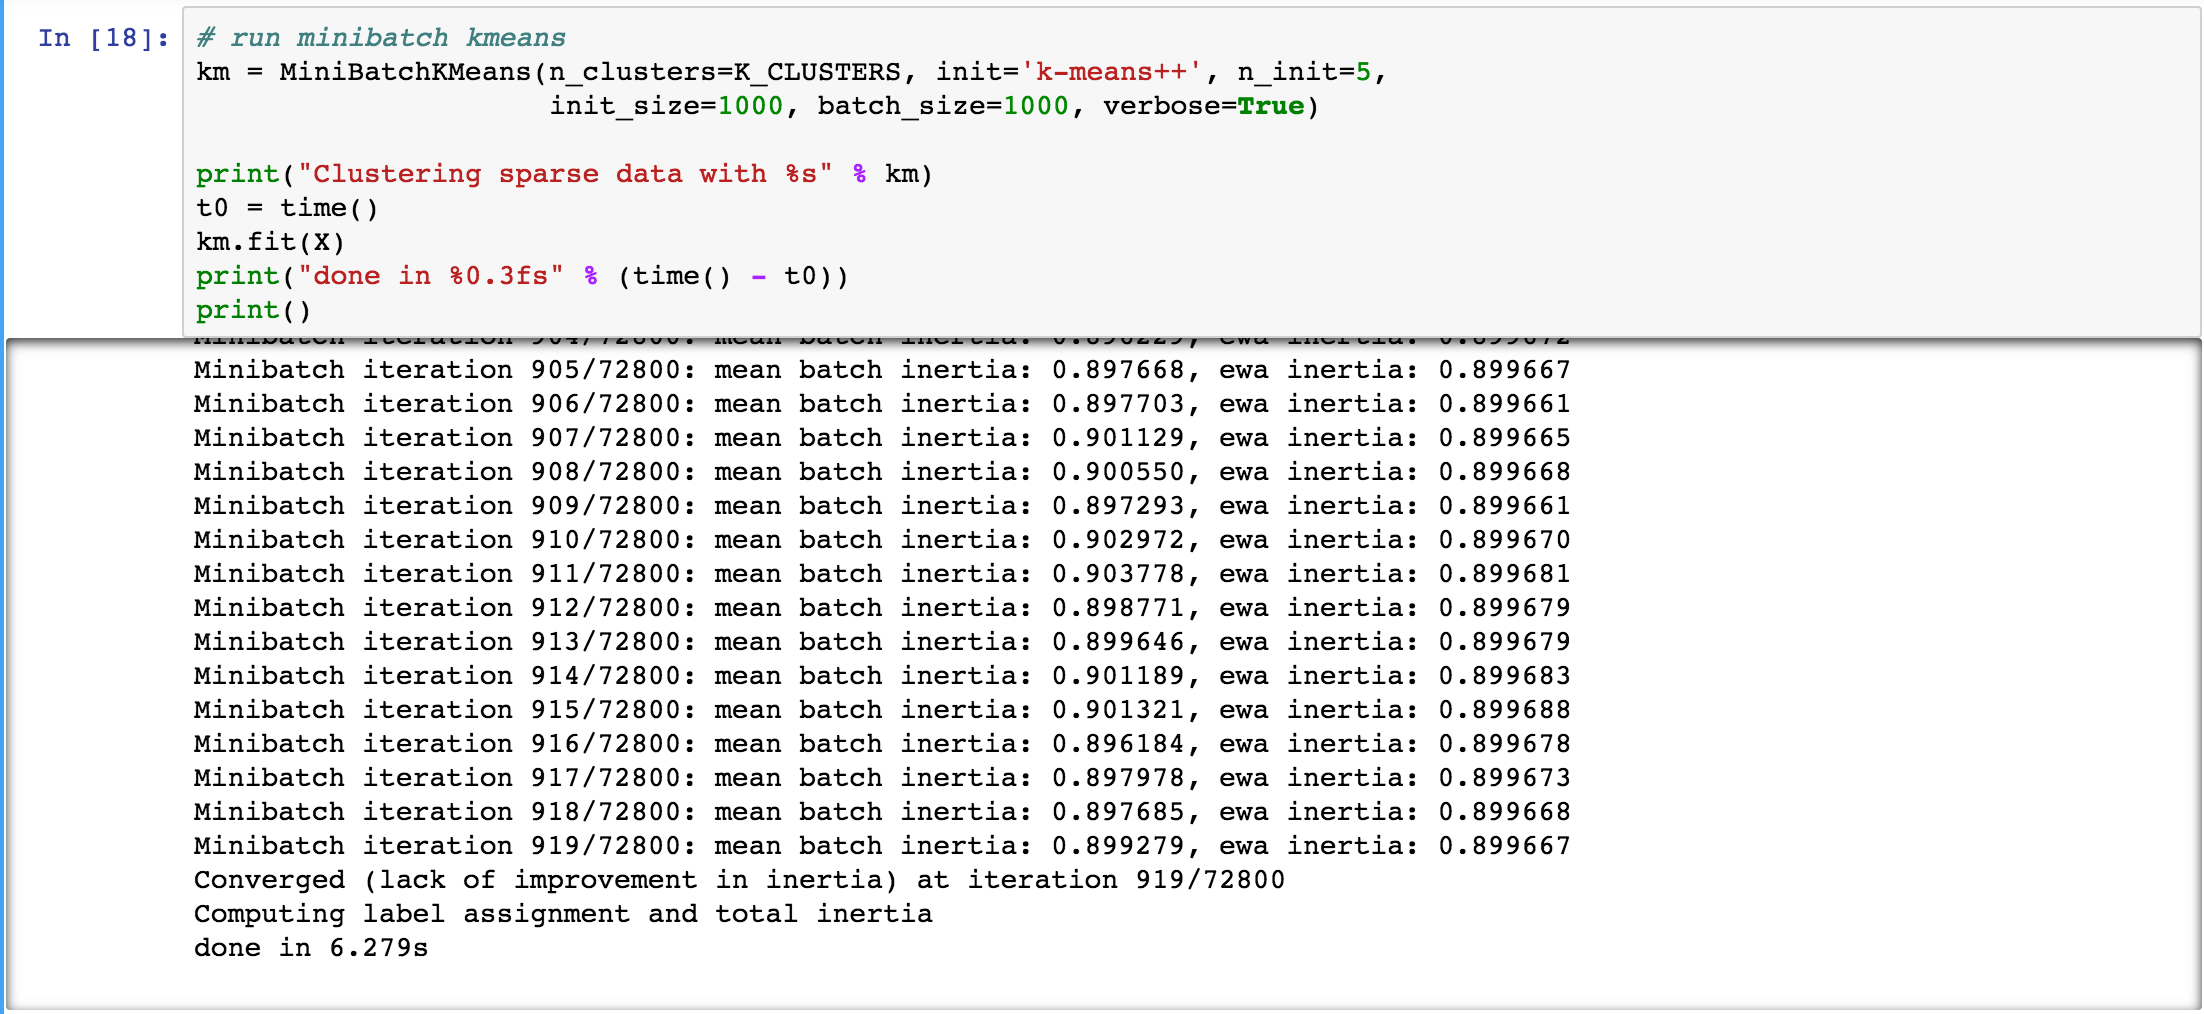 In [18]:
# run minibatch kmeans
km = MiniBatchKMeans(n_clusters=K_CLUSTERS, init='k-means++', n_init=5,
                     init_size=1000, batch_size=1000, verbose=True)
print("Clustering sparse data with %s" % km)
t0 = time()
km.fit(X)
print("done in %0.3fs" % (time() - t0))
print()
Minibatch iteration 905/72800: mean batch inertia: 0.897668, ewa inertia: 0.899667
Minibatch iteration 906/72800: mean batch inertia: 0.897703, ewa inertia: 0.899661
Minibatch iteration 907/72800: mean batch inertia: 0.901129, ewa inertia: 0.899665
Minibatch iteration 908/72800: mean batch inertia: 0.900550, ewa inertia: 0.899668
Minibatch iteration 909/72800: mean batch inertia: 0.897293, ewa inertia: 0.899661
Minibatch iteration 910/72800: mean batch inertia: 0.902972, ewa inertia: 0.899670
Minibatch iteration 911/72800: mean batch inertia: 0.903778, ewa inertia: 0.899681
Minibatch iteration 912/72800: mean batch inertia: 0.898771, ewa inertia: 0.899679
Minibatch iteration 913/72800: mean batch inertia: 0.899646, ewa inertia: 0.899679
Minibatch iteration 914/72800: mean batch inertia: 0.901189, ewa inertia: 0.899683
Minibatch iteration 915/72800: mean batch inertia: 0.901321, ewa inertia: 0.899688
Minibatch iteration 916/72800: mean batch inertia: 0.896184, ewa inertia: 0.899678
Minibatch iteration 917/72800: mean batch inertia: 0.897978, ewa inertia: 0.899673
Minibatch iteration 918/72800: mean batch inertia: 0.897685, ewa inertia: 0.899668
Minibatch iteration 919/72800: mean batch inertia: 0.899279, ewa inertia: 0.899667
Converged (lack of improvement in inertia) at iteration 919/72800
Computing label assignment and total inertia
done in 6.279s